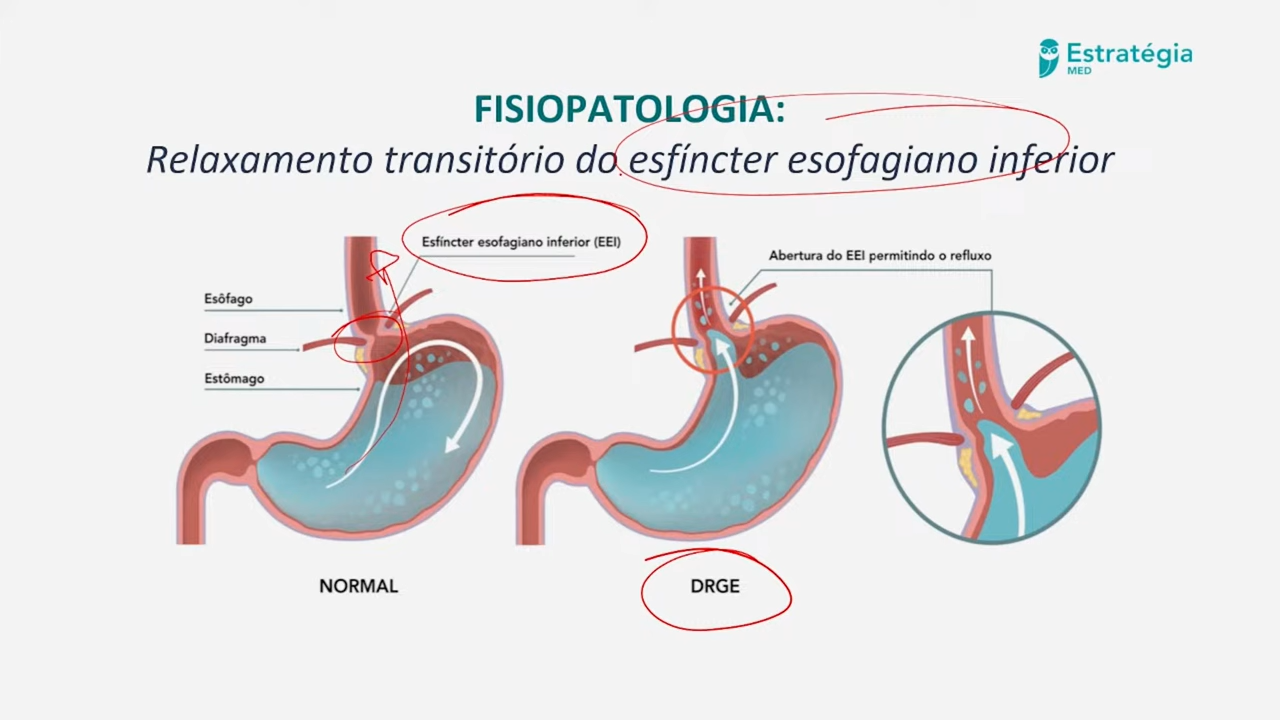 Estratégia
MED
FISIOPATOLOGIA:
Relaxamento transitório do esfíncter esofagiano inferior
Esfíncter esofagiano inferior (EEI)
Esôfago
Diafragma
Estômago
Abertura do EEI permitindo o refluxo
NORMAL
DRGE